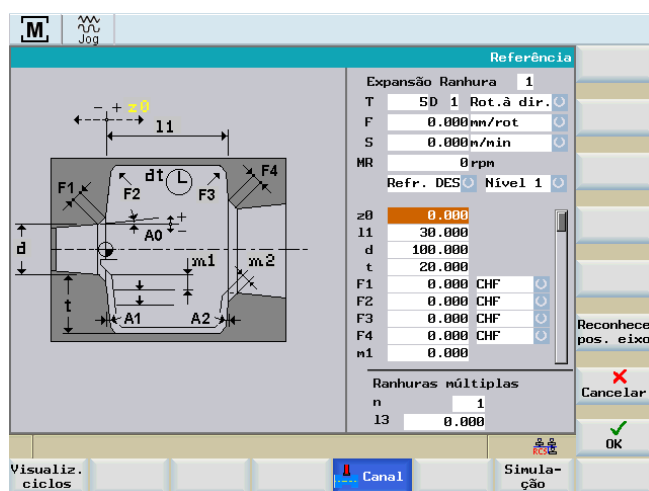 M
Jog
Referência
Expansão Ranhura 1
T 5 D 1 Rot.à dir.
F 0.000 mm/rot
S 0.000 m/min
MR 0 rpm
Refr. DES Nível 1
z0 0.000
l1 30.000
d 100.000
t 20.000
F1 0.000 CHF
F2 0.000 CHF
F3 0.000 CHF
F4 0.000 CHF
m1 0.000
Ranhuras múltiplas
n 1
l3 0.000
- + z0
l1
F1
F2
dt
F3
F4
+
A0 -
d
m1
m2
t
A1
A2
Reconhece
pos. eixo
Cancelar
OK
RCS
Visualiz.
ciclos
Canal
Simula-
ção